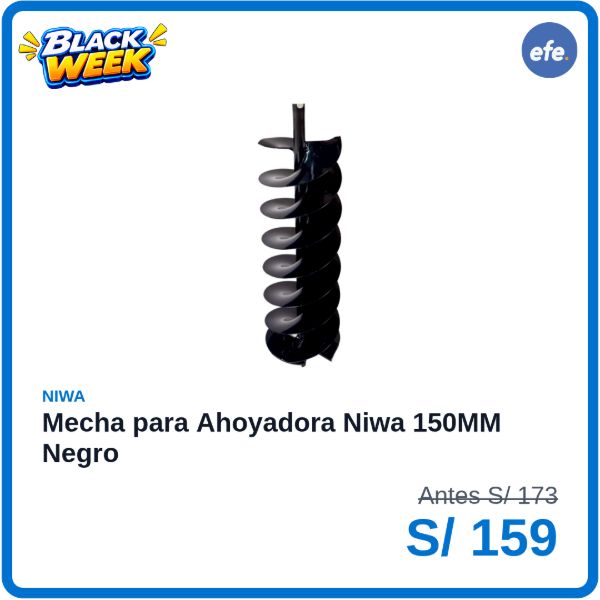 BLACK
WEEK
efe.
NIWA
Mecha para Ahoyadora Niwa 150MM
Negro
Antes S/ 173
S/ 159